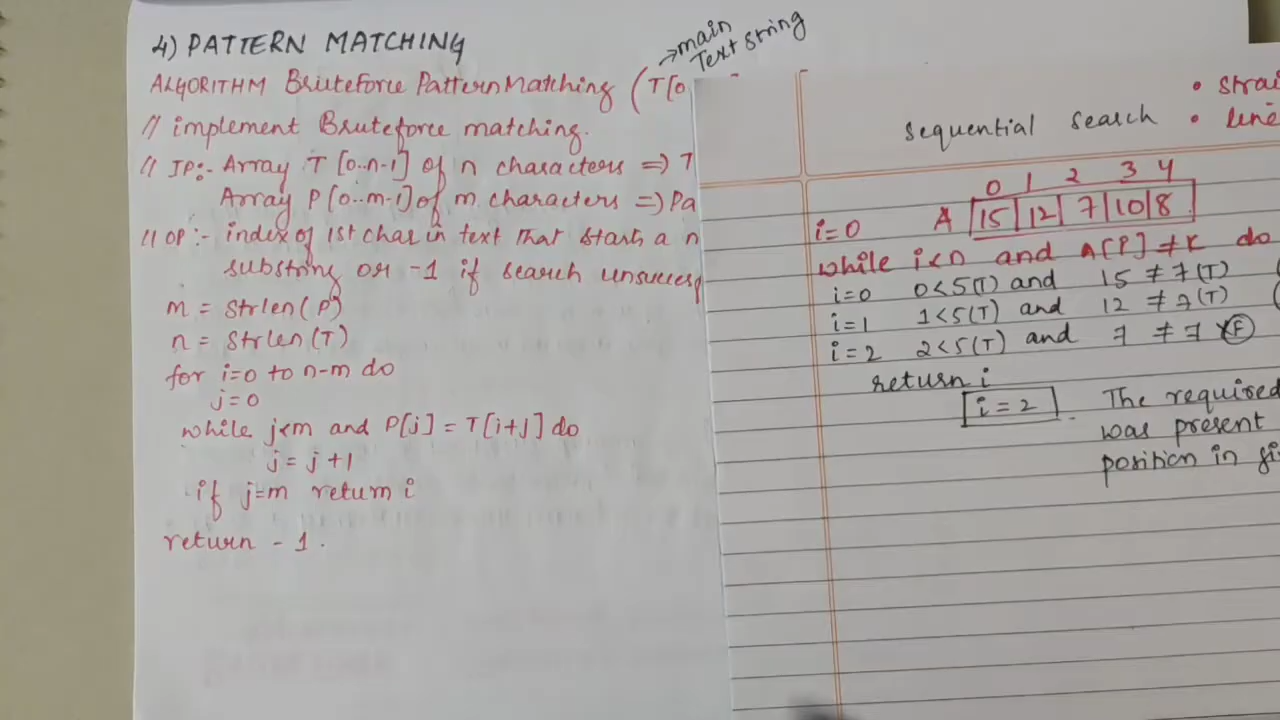 4) PATTERN MATCHING
→main
Text string
ALGORITHM Bruteforce PatternMatching (T[0
// implement Bruteforce matching.
// IP:- Array T [0..n-1] of n characters => T
Array P[0..m-1] of m characters => Pa
// OP :- index of 1st char in text that starts a m
substring or -1 if search unsuccesf
m = strlen(P)
n = strlen(T)
for i=0 to n-m do
j=0
while j<m and P[j] = T[i+j] do
j = j+1
if j=m return i
return -1.
• strai
sequential search • line
0 1 2 3 4
i=0 A [15|12|7|10|8]
while i<n and A[P] ≠ K do
i=0 0<5(T) and 15 ≠ 7(T)
i=1 1<5(T) and 12 ≠ 7(T)
i=2 2<5(T) and 7 ≠ 7 (F)
return i
[i=2]. The required
was present
position in gi